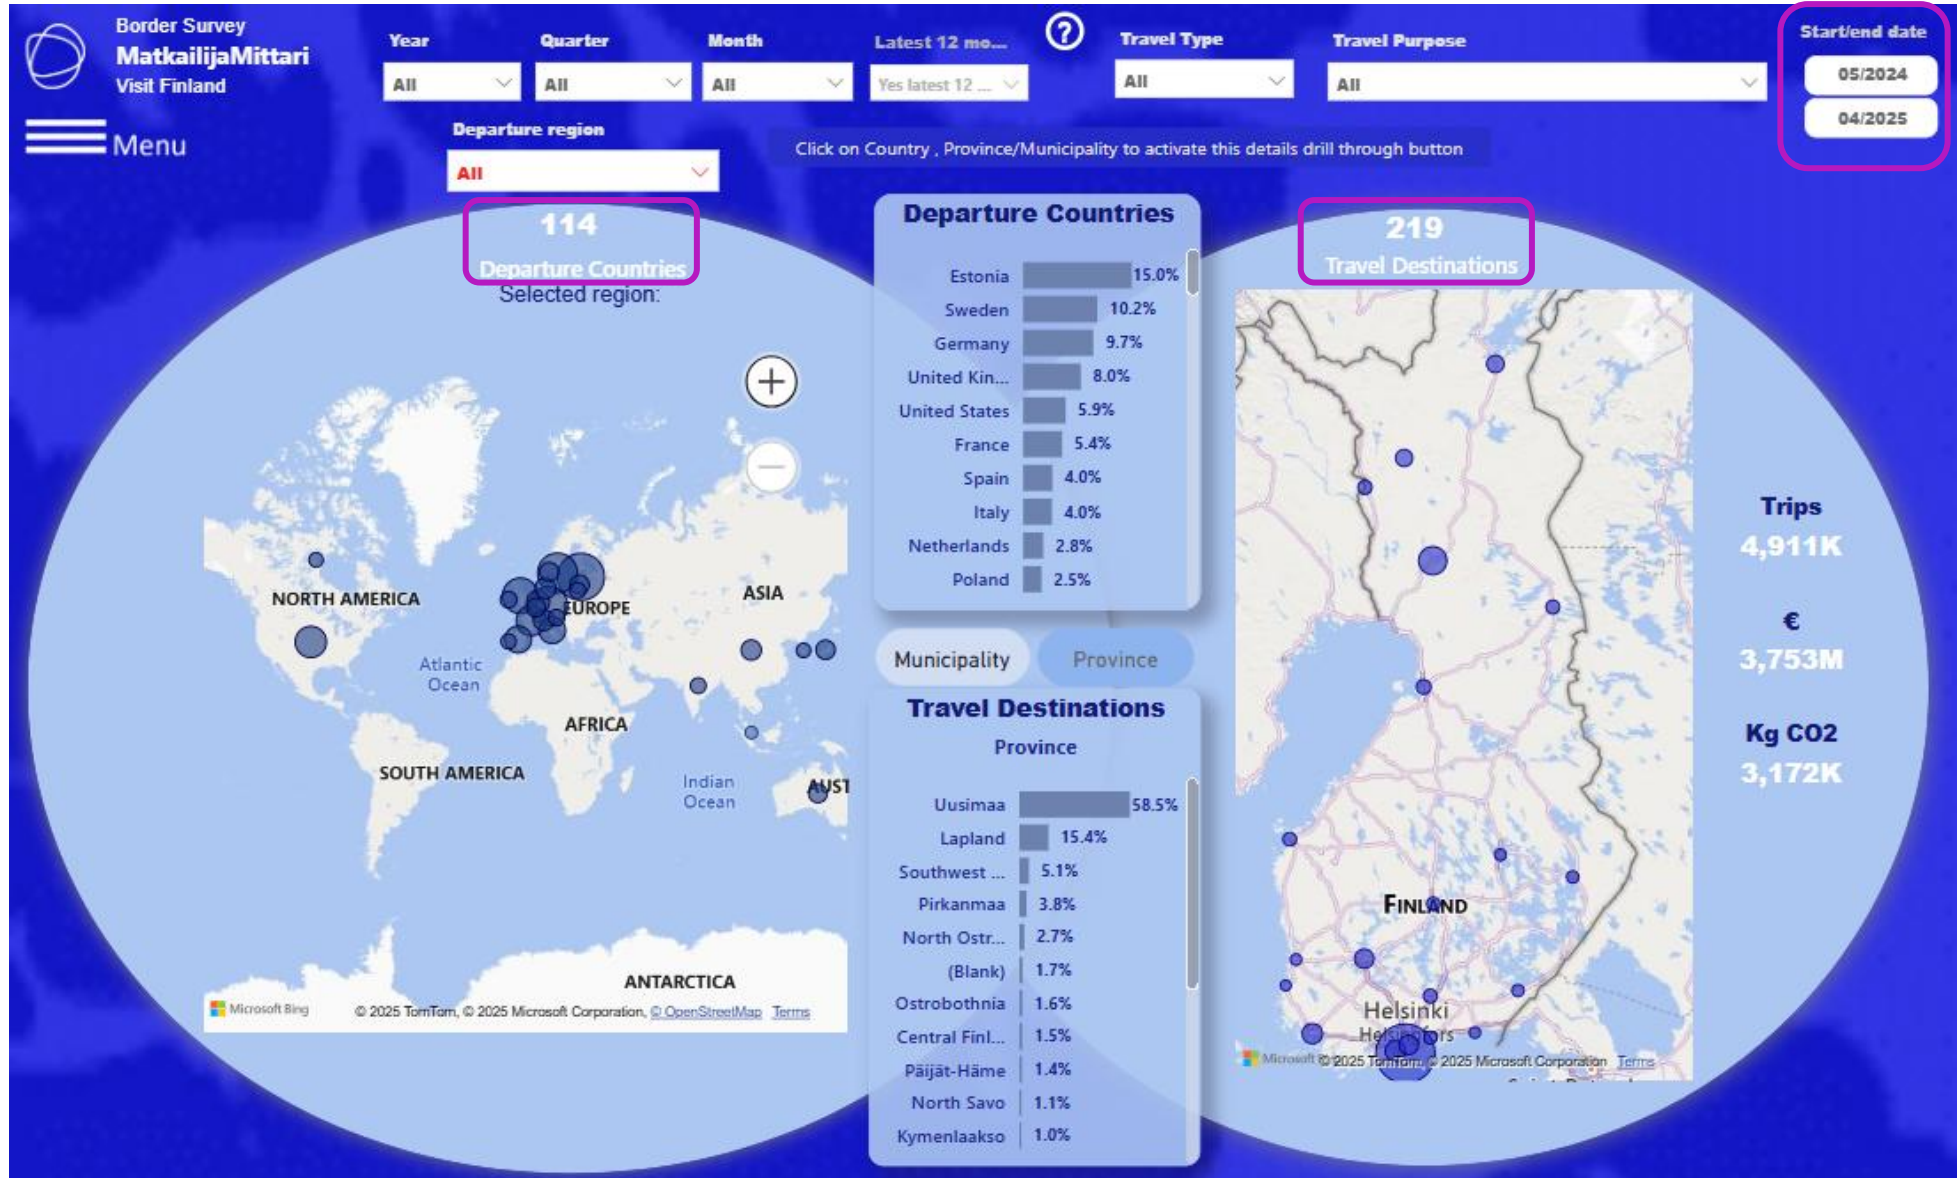 Border Survey
MatkailijaMittari
Visit Finland
Menu
Year
All
Quarter
All
Month
All
Latest 12 mo...
Yes latest 12 ...
?
Travel Type
All
Travel Purpose
All
Start/end date
05/2024
04/2025
Departure region
All
Click on Country , Province/Municipality to activate this details drill through button
114
Departure Countries
Selected region:
NORTH AMERICA
EUROPE
ASIA
Atlantic
Ocean
AFRICA
SOUTH AMERICA
Indian
Ocean
AUST
ANTARCTICA
Microsoft Bing
© 2025 TomTom, © 2025 Microsoft Corporation, © OpenStreetMap Terms
Departure Countries
Estonia 15.0%
Sweden 10.2%
Germany 9.7%
United Kin... 8.0%
United States 5.9%
France 5.4%
Spain 4.0%
Italy 4.0%
Netherlands 2.8%
Poland 2.5%
Municipality
Province
Travel Destinations
Province
Uusimaa 58.5%
Lapland 15.4%
Southwest ... 5.1%
Pirkanmaa 3.8%
North Ostr... 2.7%
(Blank) 1.7%
Ostrobothnia 1.6%
Central Finl... 1.5%
Päijät-Häme 1.4%
North Savo 1.1%
Kymenlaakso 1.0%
219
Travel Destinations
FINLAND
Helsinki
Helsingfors
© 2025 TomTom, © 2025 Microsoft Corporation Terms
Trips
4,911K
€
3,753M
Kg CO2
3,172K